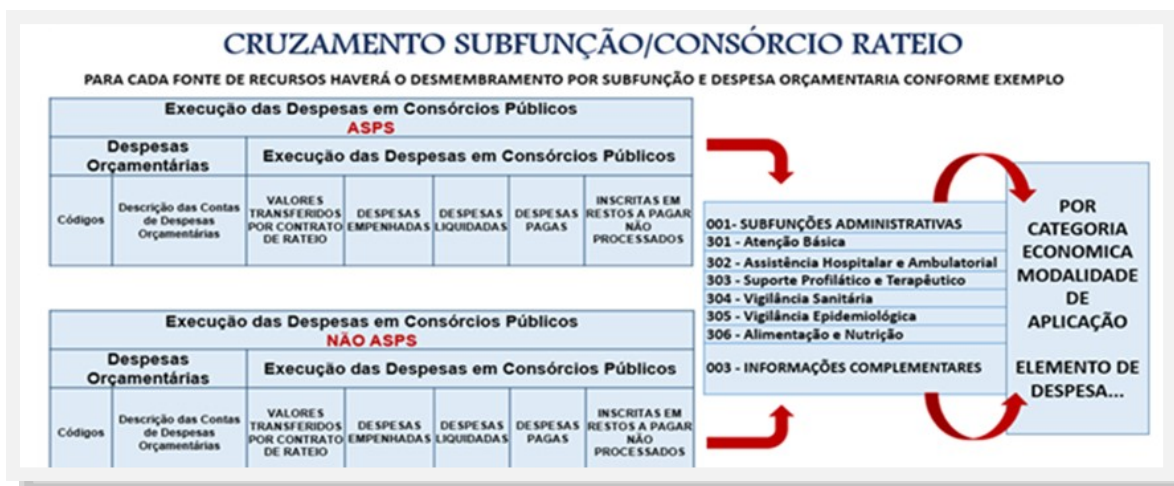 CRUZAMENTO SUBFUNÇÃO/CONSÓRCIO RATEIO
PARA CADA FONTE DE RECURSOS HAVERÁ O DESMEMBRAMENTO POR SUBFUNÇÃO E DESPESA ORÇAMENTARIA CONFORME EXEMPLO
Execução das Despesas em Consórcios Públicos
ASPS
Despesas
Orçamentárias
Execução das Despesas em Consórcios Públicos
Códigos
Descrição das Contas
de Despesas
Orçamentárias
VALORES
TRANSFERIDOS
POR CONTRATO
DE RATEIO
DESPESAS
EMPENHADAS
DESPESAS
LIQUIDADAS
DESPESAS
PAGAS
INSCRITAS EM
RESTOS A PAGAR
NÃO
PROCESSADOS
Execução das Despesas em Consórcios Públicos
NÃO ASPS
Despesas
Orçamentárias
Execução das Despesas em Consórcios Públicos
Códigos
Descrição das Contas
de Despesas
Orçamentárias
VALORES
TRANSFERIDOS
POR CONTRATO
DE RATEIO
DESPESAS
EMPENHADAS
DESPESAS
LIQUIDADAS
DESPESAS
PAGAS
INSCRITAS EM
RESTOS A PAGAR
NÃO
PROCESSADOS
001- SUBFUNÇÕES ADMINISTRATIVAS
301 - Atenção Básica
302 - Assistência Hospitalar e Ambulatorial
303 - Suporte Profilático e Terapêutico
304 - Vigilância Sanitária
305 - Vigilância Epidemiológica
306 - Alimentação e Nutrição
003 - INFORMAÇÕES COMPLEMENTARES
POR
CATEGORIA
ECONOMICA
MODALIDADE
DE
APLICAÇÃO
ELEMENTO DE
DESPESA...